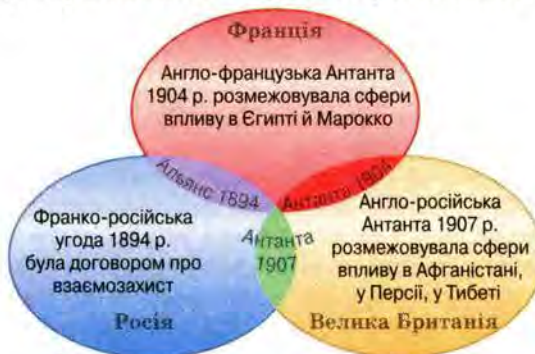 Франція
Англо-французька Антанта
1904 р. розмежовувала сфери
впливу в Єгипті й Марокко
Альянс 1894
Антанта 1904
Франко-російська
угода 1894 р.
була договором про
взаємозахист
Росія
Антанта
1907
Англо-російська
Антанта 1907 р.
розмежовувала сфери
впливу в Афганістані,
у Персії, у Тибеті
Велика Британія